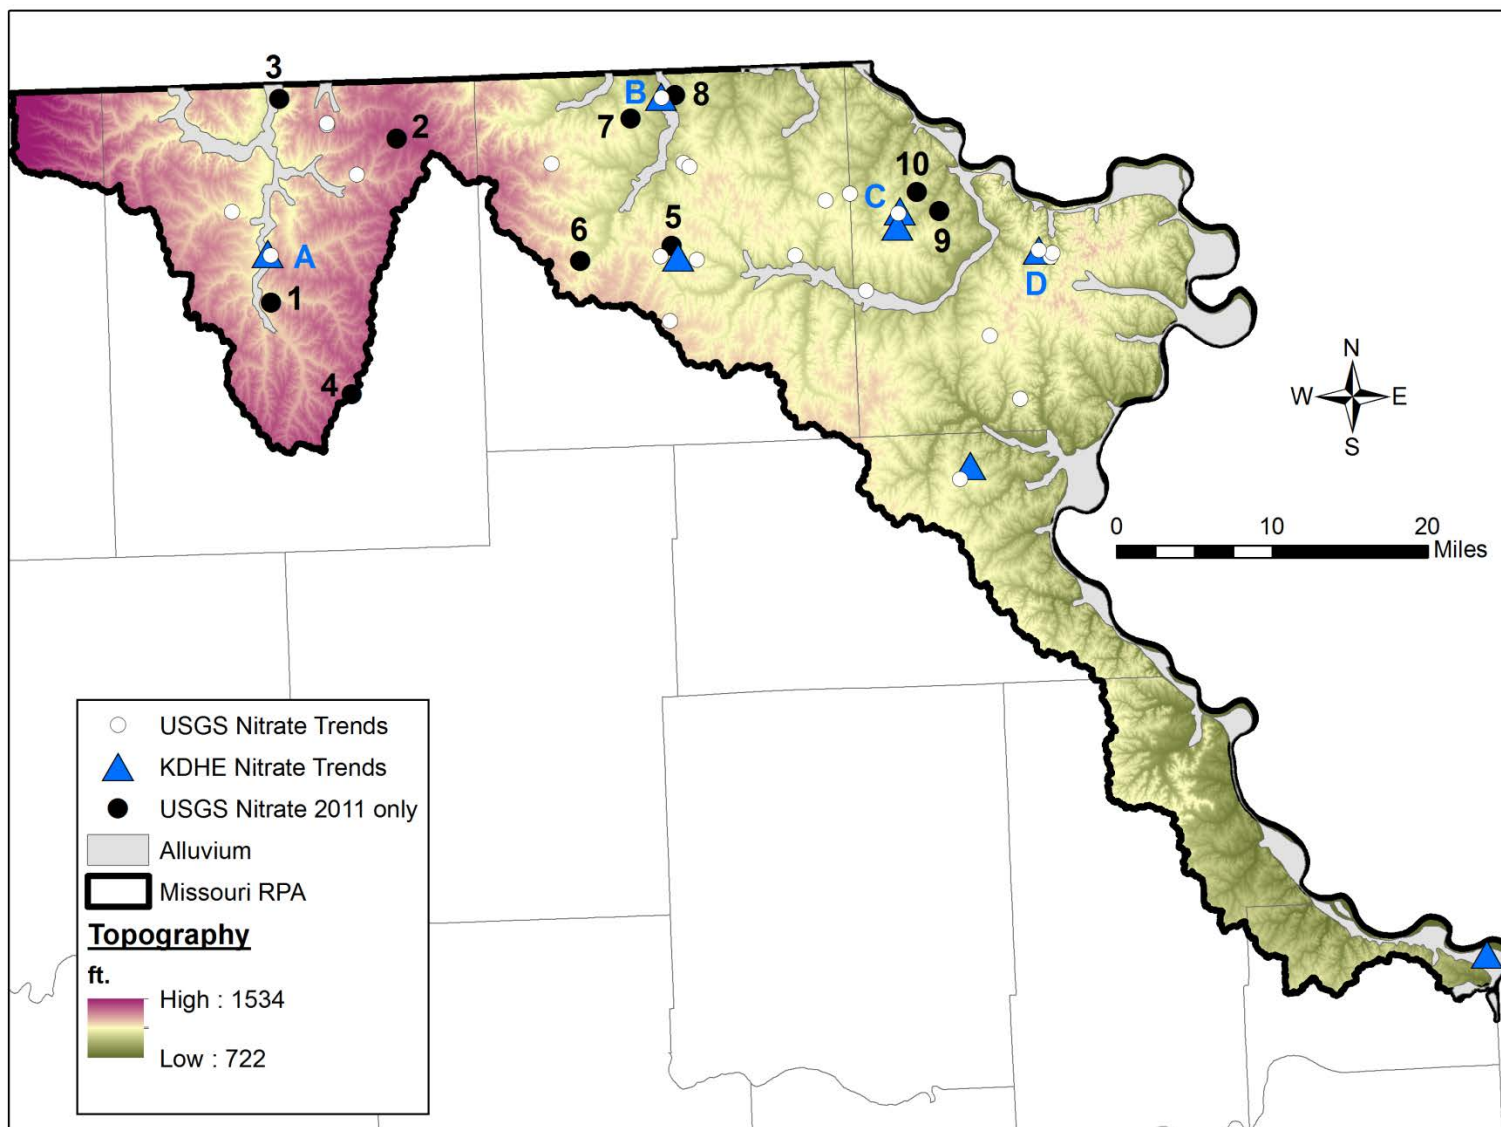 3
2
B
8
7
10
C
9
5
6
A
D
1
4
N
W
E
S
0
10
20
Miles
USGS Nitrate Trends
KDHE Nitrate Trends
USGS Nitrate 2011 only
Alluvium
Missouri RPA
Topography
ft.
High : 1534
Low : 722